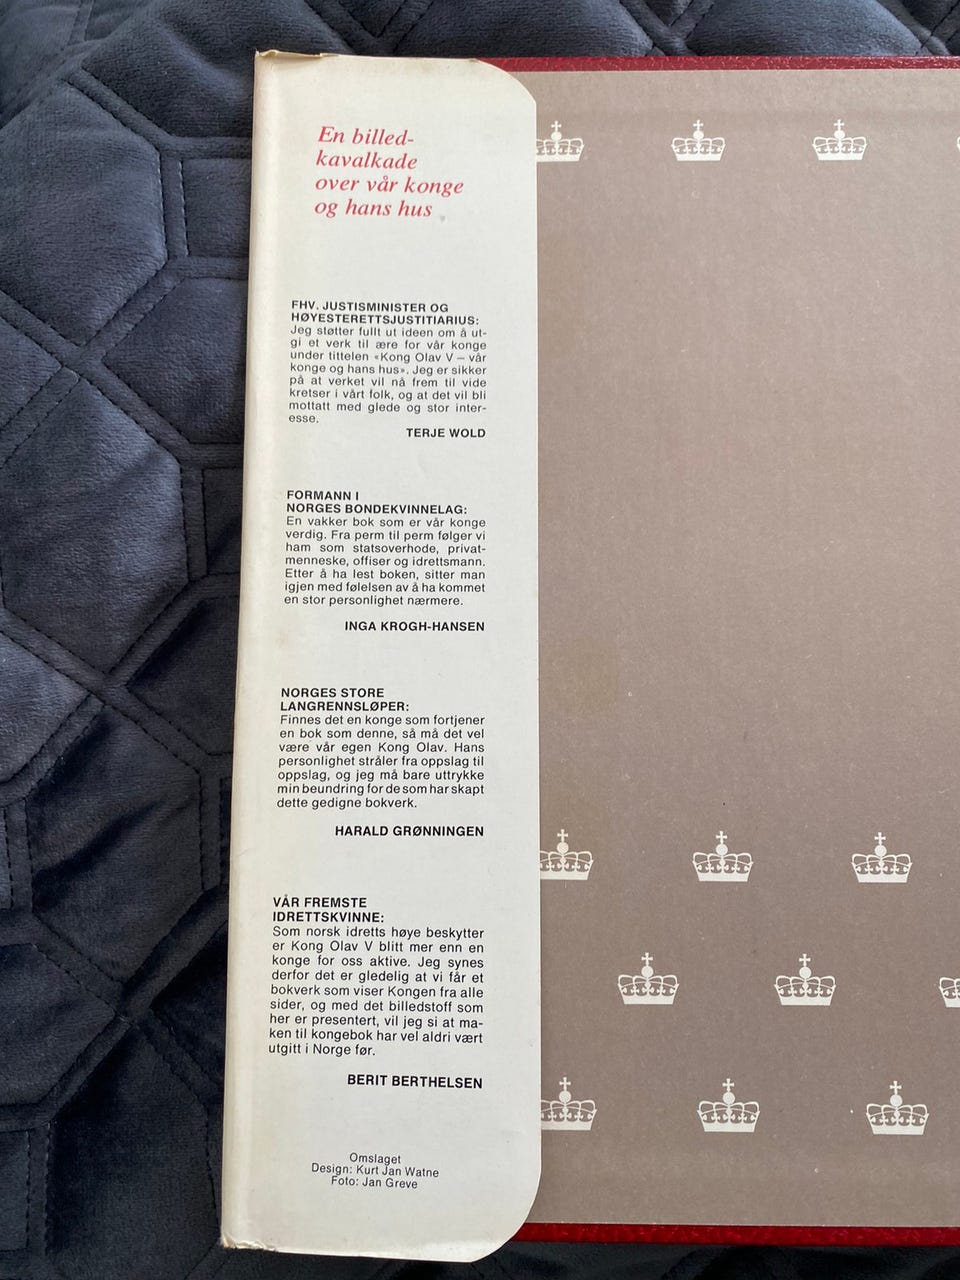 En billed-
kavalkade
over vår konge
og hans hus
FHV. JUSTISMINISTER OG
HØYESTERETTSJUSTITIARIUS:
Jeg støtter fullt ut ideen om å ut-
gi et verk til ære for vår konge
under tittelen «Kong Olav V – vår
konge og hans hus». Jeg er sikker
på at verket vil nå frem til vide
kretser i vårt folk, og at det vil bli
mottatt med glede og stor inter-
esse.
TERJE WOLD
FORMANN I
NORGES BONDEKVINNELAG:
En vakker bok som er vår konge
verdig. Fra perm til perm følger vi
ham som statsoverhode, privat-
menneske, offiser og idrettsmann.
Etter å ha lest boken, sitter man
igjen med følelsen av å ha kommet
en stor personlighet nærmere.
INGA KROGH-HANSEN
NORGES STORE
LANGRENNSLØPER:
Finnes det en konge som fortjener
en bok som denne, så må det vel
være vår egen Kong Olav. Hans
personlighet stråler fra oppslag til
oppslag, og jeg må bare uttrykke
min beundring for de som har skapt
dette gedigne bokverk.
HARALD GRØNNINGEN
VÅR FREMSTE
IDRETTSKVINNE:
Som norsk idretts høye beskytter
er Kong Olav V blitt mer enn en
konge for oss aktive. Jeg synes
derfor det er gledelig at vi får et
bokverk som viser Kongen fra alle
sider, og med det billedstoff som
her er presentert, vil jeg si at ma-
ken til kongebok har vel aldri vært
utgitt i Norge før.
BERIT BERTHELSEN
Omslaget
Design: Kurt Jan Watne
Foto: Jan Greve